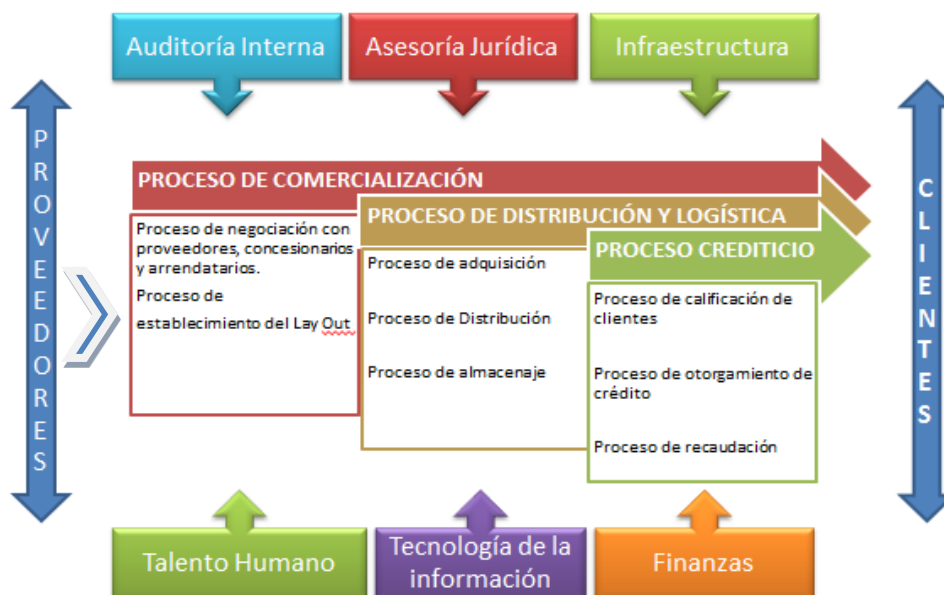 Auditoría Interna
Asesoría Jurídica
Infraestructura
PROVEEDORES
PROCESO DE COMERCIALIZACIÓN
Proceso de negociación con
proveedores, concesionarios
y arrendatarios.
Proceso de
establecimiento del Lay Out
PROCESO DE DISTRIBUCIÓN Y LOGÍSTICA
Proceso de adquisición
Proceso de Distribución
Proceso de almacenaje
PROCESO CREDITICIO
Proceso de calificación de
clientes
Proceso de otorgamiento de
crédito
Proceso de recaudación
CLIENTES
Talento Humano
Tecnología de la
información
Finanzas